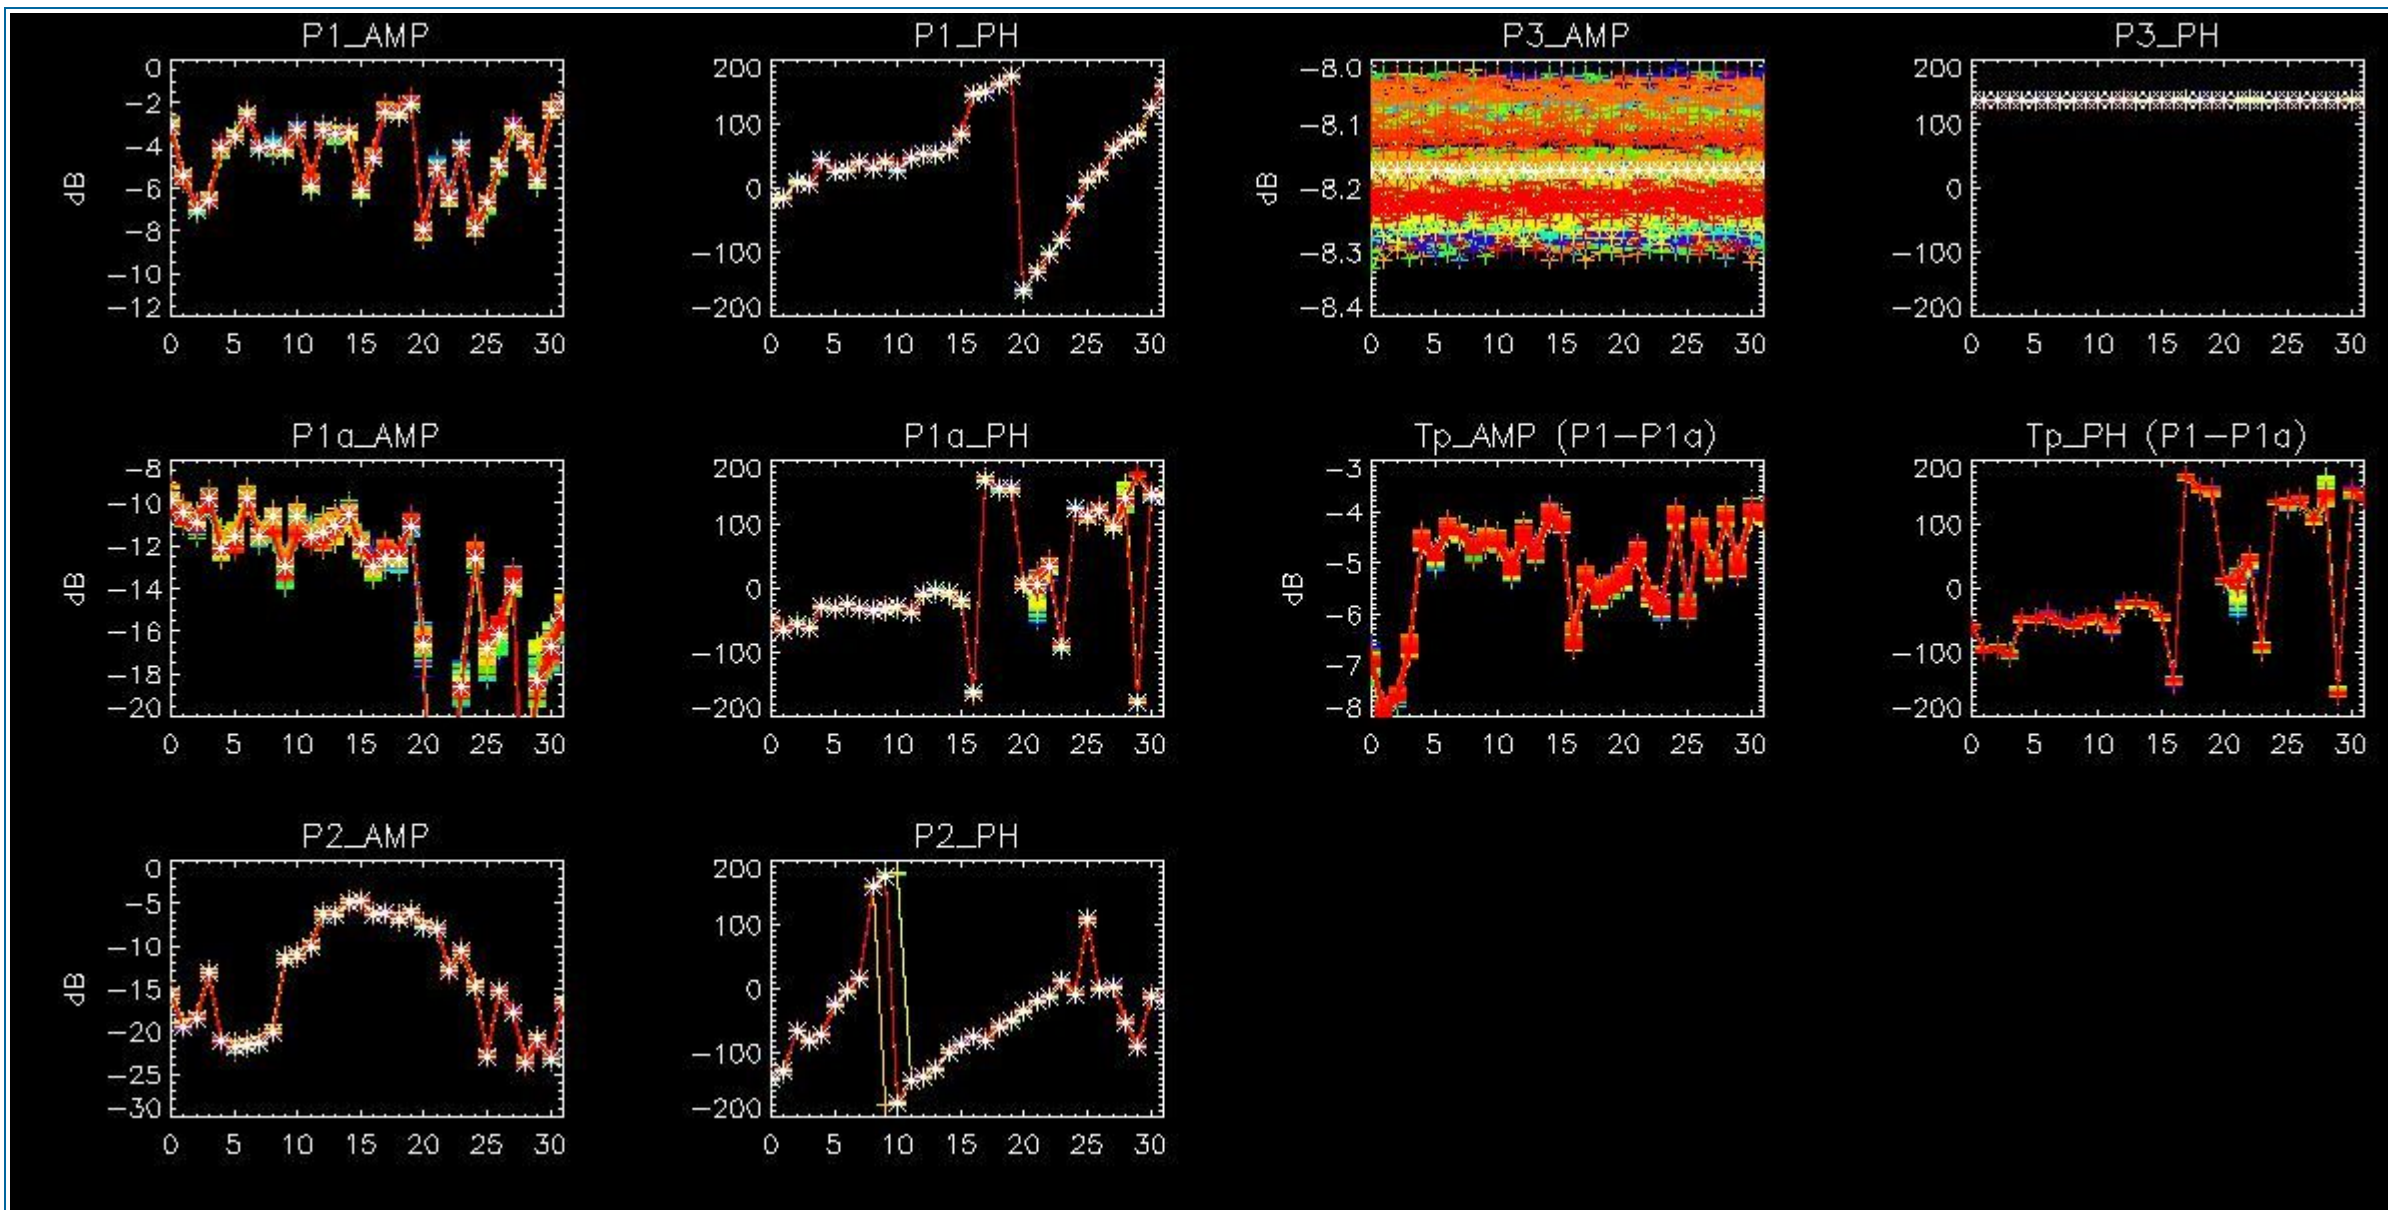 P1_AMP
P1_PH
P3_AMP
P3_PH
0
−2
−4
−6
−8
−10
−12
dB
0 5 10 15 20 25 30
200
100
0
−100
−200
0 5 10 15 20 25 30
−8.0
−8.1
−8.2
−8.3
−8.4
dB
0 5 10 15 20 25 30
200
100
0
−100
−200
0 5 10 15 20 25 30
P1a_AMP
P1a_PH
Tp_AMP (P1−P1a)
Tp_PH (P1−P1a)
−8
−10
−12
−14
−16
−18
−20
dB
0 5 10 15 20 25 30
200
100
0
−100
−200
0 5 10 15 20 25 30
−3
−4
−5
−6
−7
−8
dB
0 5 10 15 20 25 30
200
100
0
−100
−200
0 5 10 15 20 25 30
P2_AMP
P2_PH
0
−5
−10
−15
−20
−25
−30
dB
0 5 10 15 20 25 30
200
100
0
−100
−200
0 5 10 15 20 25 30